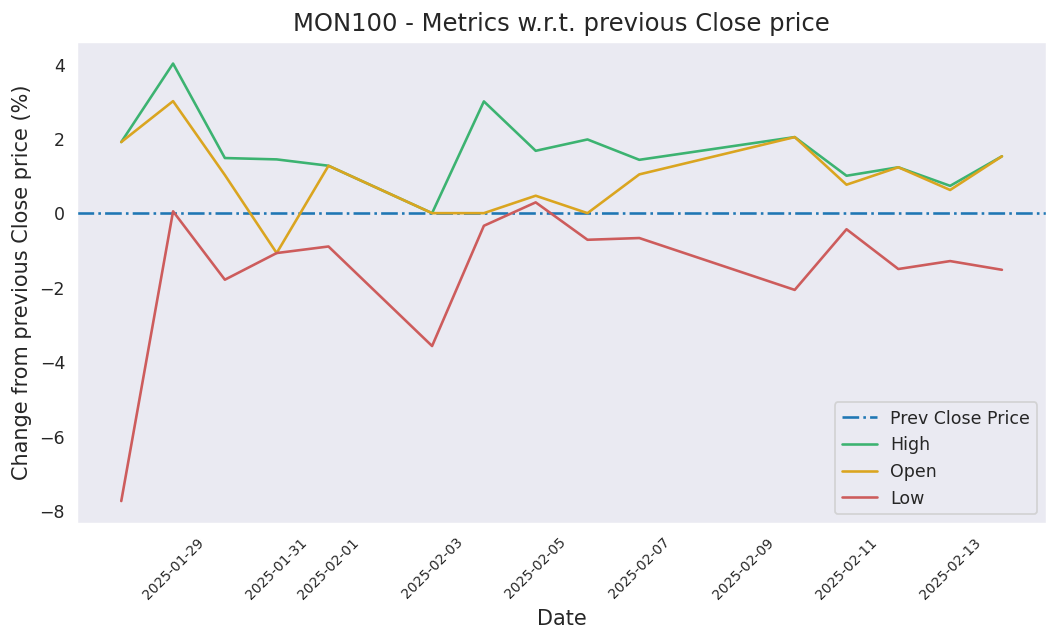 MON100 - Metrics w.r.t. previous Close price
Change from previous Close price (%)
4
2
0
−2
−4
−6
−8
Prev Close Price
High
Open
Low
2025-01-29
2025-01-31
2025-02-01
2025-02-03
2025-02-05
2025-02-07
2025-02-09
2025-02-11
2025-02-13
Date